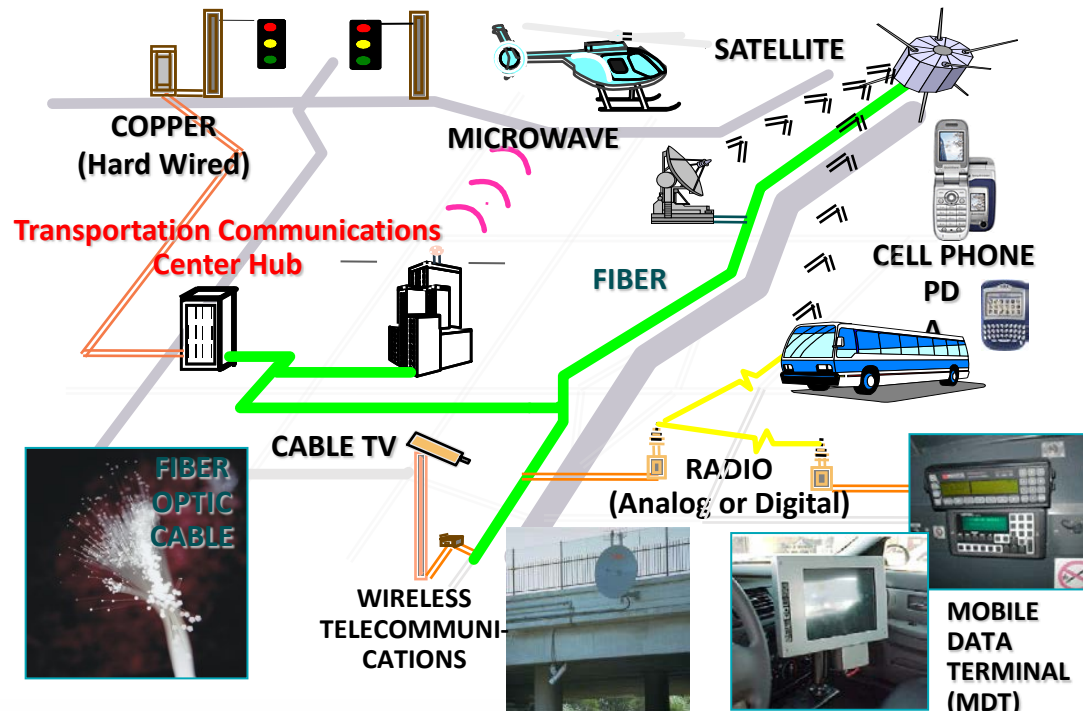 SATELLITE
COPPER
(Hard Wired)
MICROWAVE
Transportation Communications
Center Hub
FIBER
CELL PHONE
PD
A
CABLE TV
RADIO
(Analog or Digital)
FIBER
OPTIC
CABLE
WIRELESS
TELECOMMUNI-
CATIONS
MOBILE
DATA
TERMINAL
(MDT)